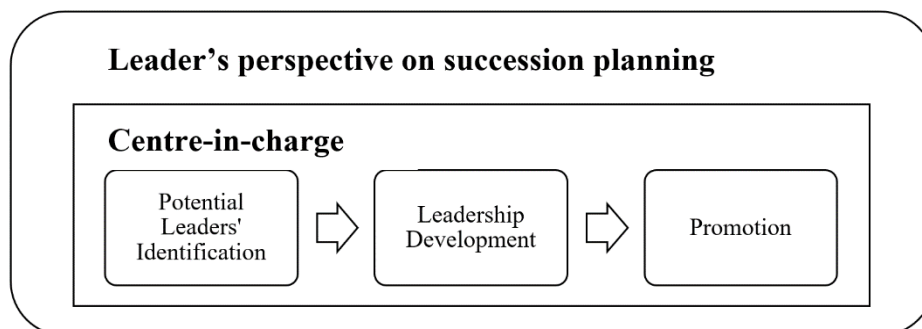 Leader’s perspective on succession planning
Centre-in-charge
Potential
Leaders'
Identification
Leadership
Development
Promotion